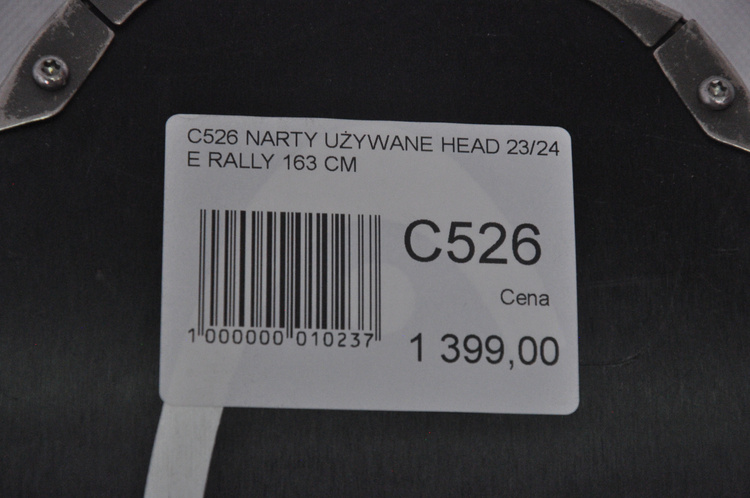 C526 NARTY UŻYWANE HEAD 23/24
E RALLY 163 CM
C526
Cena
1 000000 010237
1 399,00